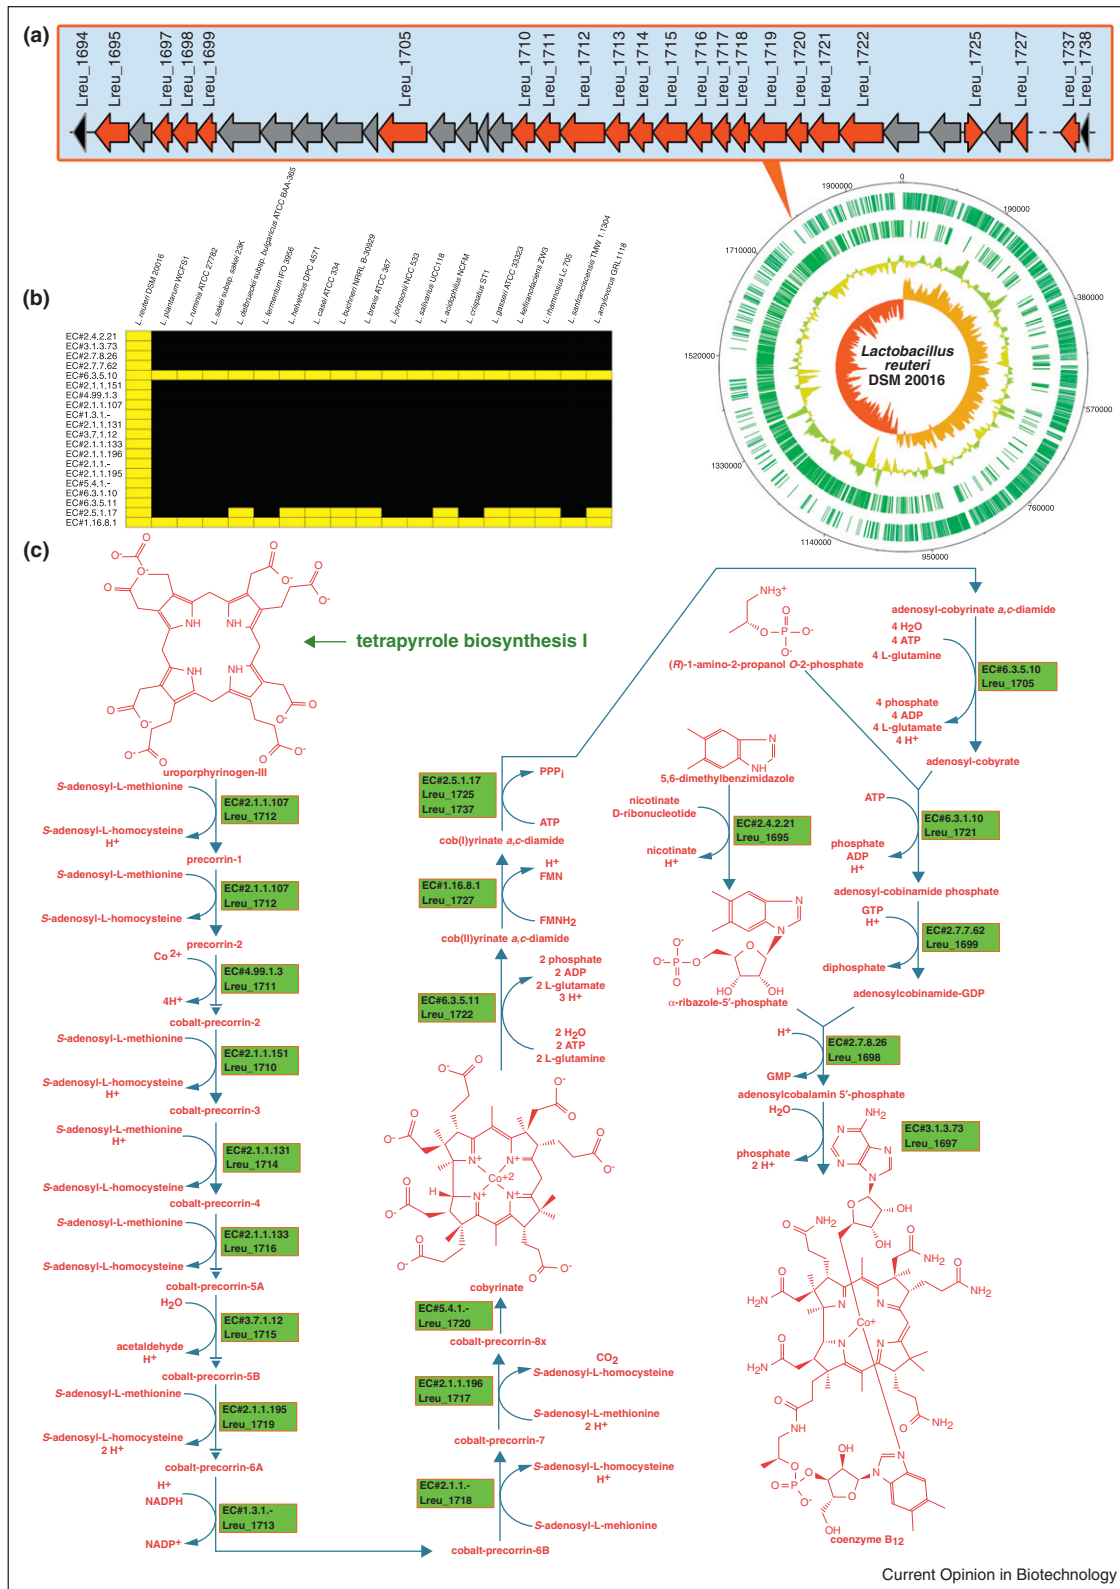 (a)
Lreu_1694
Lreu_1695
Lreu_1697
Lreu_1698
Lreu_1699
Lreu_1705
Lreu_1710
Lreu_1711
Lreu_1712
Lreu_1713
Lreu_1714
Lreu_1715
Lreu_1716
Lreu_1717
Lreu_1718
Lreu_1719
Lreu_1720
Lreu_1721
Lreu_1722
Lreu_1725
Lreu_1727
Lreu_1737
Lreu_1738
(b)
L. reuteri DSM 20016
L. plantarum WCFS1
L. ruminis ATCC 27782
L. sakei subsp. sakei 23K
L. delbrueckii subsp. bulgaricus ATCC BAA-365
L. fermentum IFO 3956
L. helveticus DPC 4571
L. casei ATCC 334
L. buchneri NRRL B-30929
L. brevis ATCC 367
L. johnsonii NCC 533
L. salivarius UCC118
L. acidophilus NCFM
L. crispatus ST1
L. gasseri ATCC 33323
L. kefiranofaciens ZW3
L. rhamnosus Lc 705
L. sanfranciscensis TMW 1.1304
L. amylovorus GRL1118
EC#2.4.2.21
EC#3.1.3.73
EC#2.7.8.26
EC#2.7.7.62
EC#6.3.5.10
EC#2.1.1.151
EC#4.99.1.3
EC#2.1.1.107
EC#1.3.1.-
EC#2.1.1.131
EC#3.7.1.12
EC#2.1.1.133
EC#2.1.1.196
EC#2.1.1.-
EC#2.1.1.195
EC#5.4.1.-
EC#6.3.1.10
EC#6.3.5.11
EC#2.5.1.17
EC#1.16.8.1
0
190000
380000
570000
760000
950000
1140000
1330000
1520000
1710000
1900000
Lactobacillus
reuteri
DSM 20016
(c)
tetrapyrrole biosynthesis I
uroporphyrinogen-III
S-adenosyl-L-methionine
EC#2.1.1.107
Lreu_1712
S-adenosyl-L-homocysteine
H+
precorrin-1
S-adenosyl-L-methionine
EC#2.1.1.107
Lreu_1712
S-adenosyl-L-homocysteine
precorrin-2
Co 2+
EC#4.99.1.3
Lreu_1711
4H+
cobalt-precorrin-2
S-adenosyl-L-methionine
EC#2.1.1.151
Lreu_1710
S-adenosyl-L-homocysteine
H+
cobalt-precorrin-3
S-adenosyl-L-methionine
H+
EC#2.1.1.131
Lreu_1714
S-adenosyl-L-homocysteine
cobalt-precorrin-4
S-adenosyl-L-methionine
EC#2.1.1.133
Lreu_1716
S-adenosyl-L-homocysteine
cobalt-precorrin-5A
H2O
EC#3.7.1.12
Lreu_1715
acetaldehyde
H+
cobalt-precorrin-5B
S-adenosyl-L-methionine
EC#2.1.1.195
Lreu_1719
S-adenosyl-L-homocysteine
2 H+
cobalt-precorrin-6A
H+
NADPH
EC#1.3.1.-
Lreu_1713
NADP+
cobalt-precorrin-6B
S-adenosyl-L-mehionine
EC#2.1.1.-
Lreu_1718
S-adenosyl-L-homocysteine
H+
cobalt-precorrin-7
S-adenosyl-L-methionine
2 H+
EC#2.1.1.196
Lreu_1717
CO2
S-adenosyl-L-homocysteine
cobalt-precorrin-8x
EC#5.4.1.-
Lreu_1720
cobyrinate
2 H2O
2 ATP
2 L-glutamine
EC#6.3.5.11
Lreu_1722
2 phosphate
2 ADP
2 L-glutamate
3 H+
cob(II)yrinate a,c-diamide
FMNH2
EC#1.16.8.1
Lreu_1727
H+
FMN
cob(I)yrinate a,c-diamide
ATP
EC#2.5.1.17
Lreu_1725
Lreu_1737
PPPi
adenosyl-cobyrinate a,c-diamide
4 H2O
4 ATP
4 L-glutamine
EC#6.3.5.10
Lreu_1705
4 phosphate
4 ADP
4 L-glutamate
4 H+
adenosyl-cobyrate
(R)-1-amino-2-propanol O-2-phosphate
ATP
EC#6.3.1.10
Lreu_1721
phosphate
ADP
H+
adenosyl-cobinamide phosphate
GTP
H+
EC#2.7.7.62
Lreu_1699
diphosphate
adenosylcobinamide-GDP
5,6-dimethylbenzimidazole
nicotinate
D-ribonucleotide
EC#2.4.2.21
Lreu_1695
nicotinate
H+
α-ribazole-5′-phosphate
H+
EC#2.7.8.26
Lreu_1698
GMP
adenosylcobalamin 5′-phosphate
H2O
EC#3.1.3.73
Lreu_1697
phosphate
2 H+
coenzyme B12
Current Opinion in Biotechnology